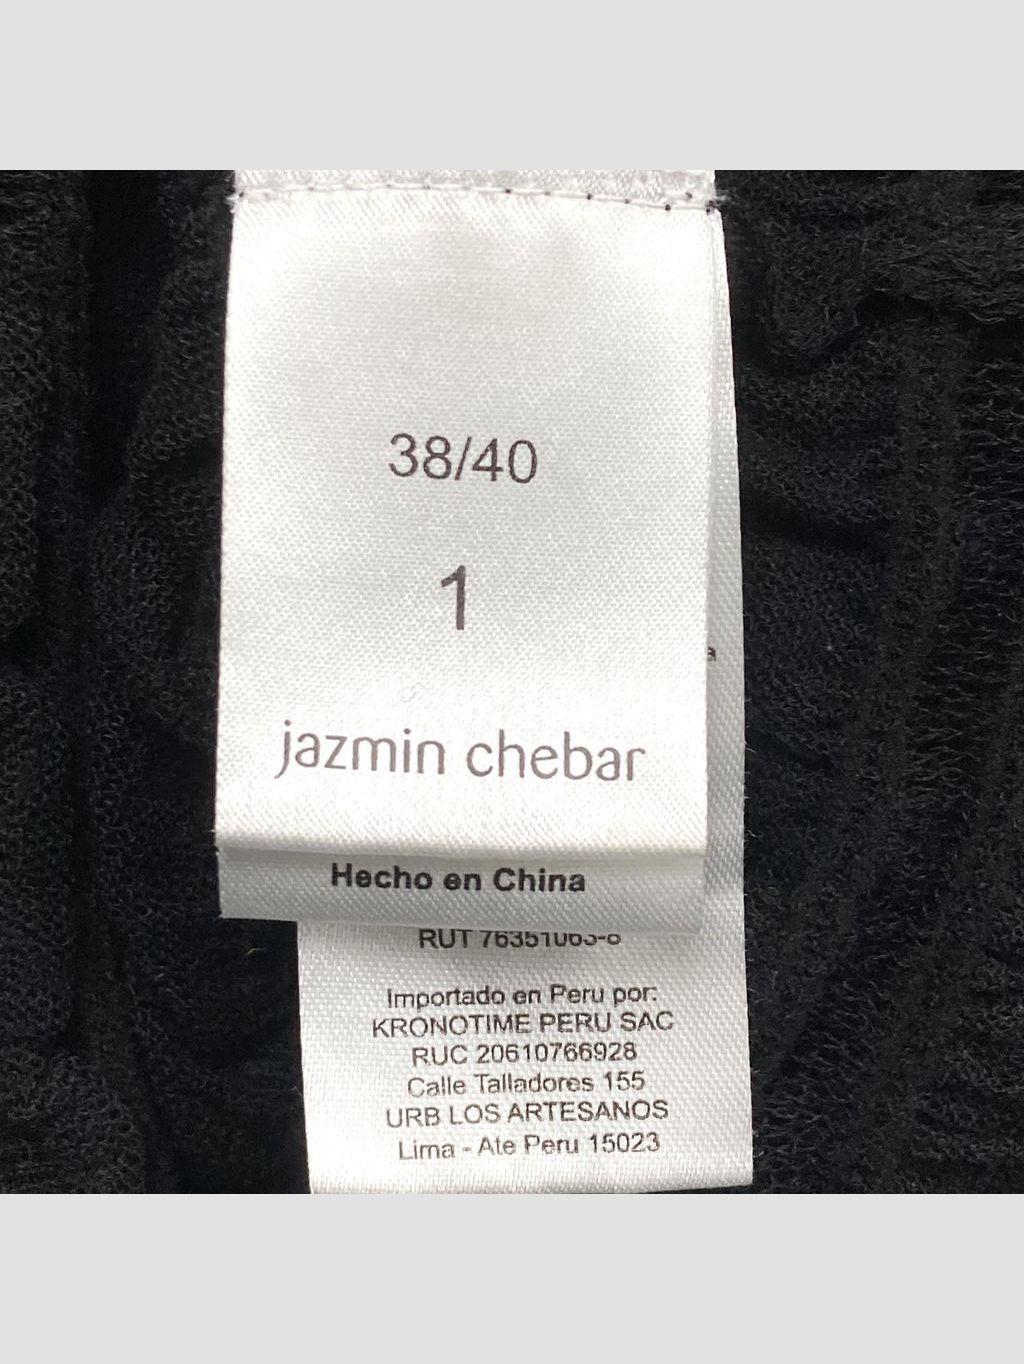 38/40
1
jazmin chebar
Hecho en China
RUT
Importado en Peru por:
KRONOTIME PERU SAC
RUC 20610766928
Calle Talladores 155
URB LOS ARTESANOS
Lima - Ate Peru 15023